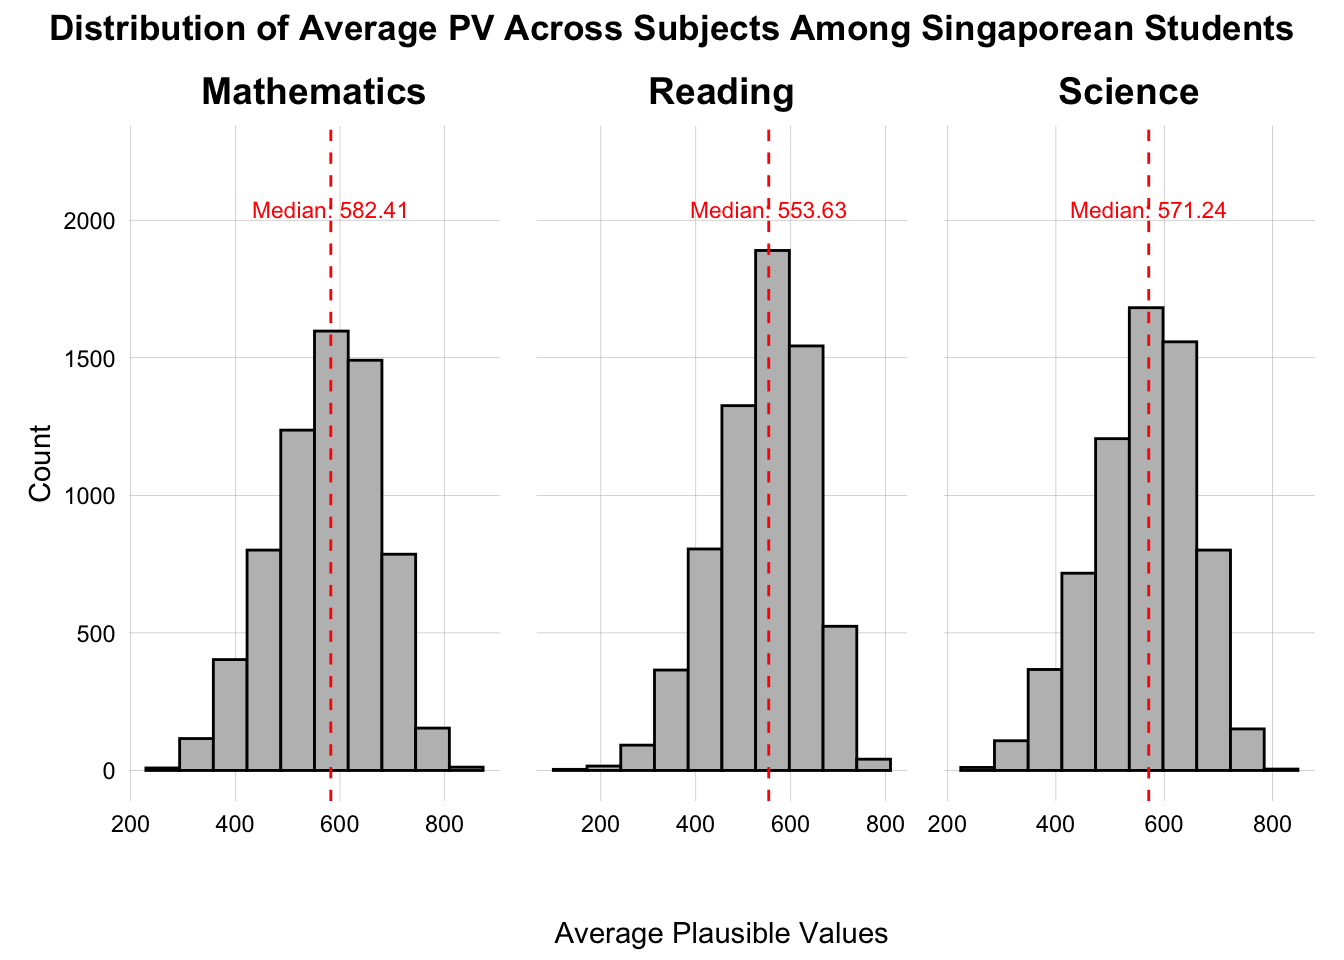 Distribution of Average PV Across Subjects Among Singaporean Students
Mathematics
Reading
Science
Median: 582.41
Median: 553.63
Median: 571.24
2000
1500
1000
500
0
Count
200 400 600 800
200 400 600 800
200 400 600 800
Average Plausible Values